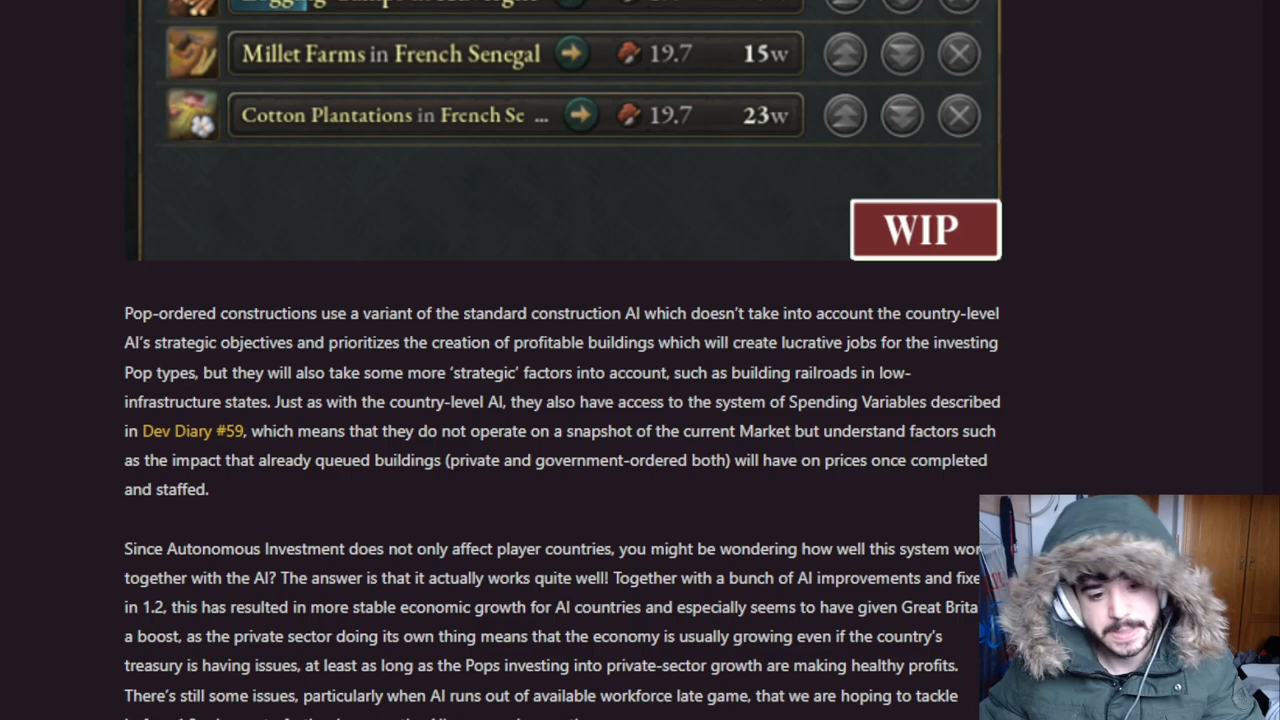 Millet Farms in French Senegal 19.7 15w
Cotton Plantations in French Se ... 19.7 23w
WIP
Pop-ordered constructions use a variant of the standard construction AI which doesn't take into account the country-level
AI's strategic objectives and prioritizes the creation of profitable buildings which will create lucrative jobs for the investing
Pop types, but they will also take some more ‘strategic’ factors into account, such as building railroads in low-
infrastructure states. Just as with the country-level AI, they also have access to the system of Spending Variables described
in Dev Diary #59, which means that they do not operate on a snapshot of the current Market but understand factors such
as the impact that already queued buildings (private and government-ordered both) will have on prices once completed
and staffed.
Since Autonomous Investment does not only affect player countries, you might be wondering how well this system wor
together with the AI? The answer is that it actually works quite well! Together with a bunch of AI improvements and fixe
in 1.2, this has resulted in more stable economic growth for AI countries and especially seems to have given Great Brita
a boost, as the private sector doing its own thing means that the economy is usually growing even if the country's
treasury is having issues, at least as long as the Pops investing into private-sector growth are making healthy profits.
There's still some issues, particularly when AI runs out of available workforce late game, that we are hoping to tackle